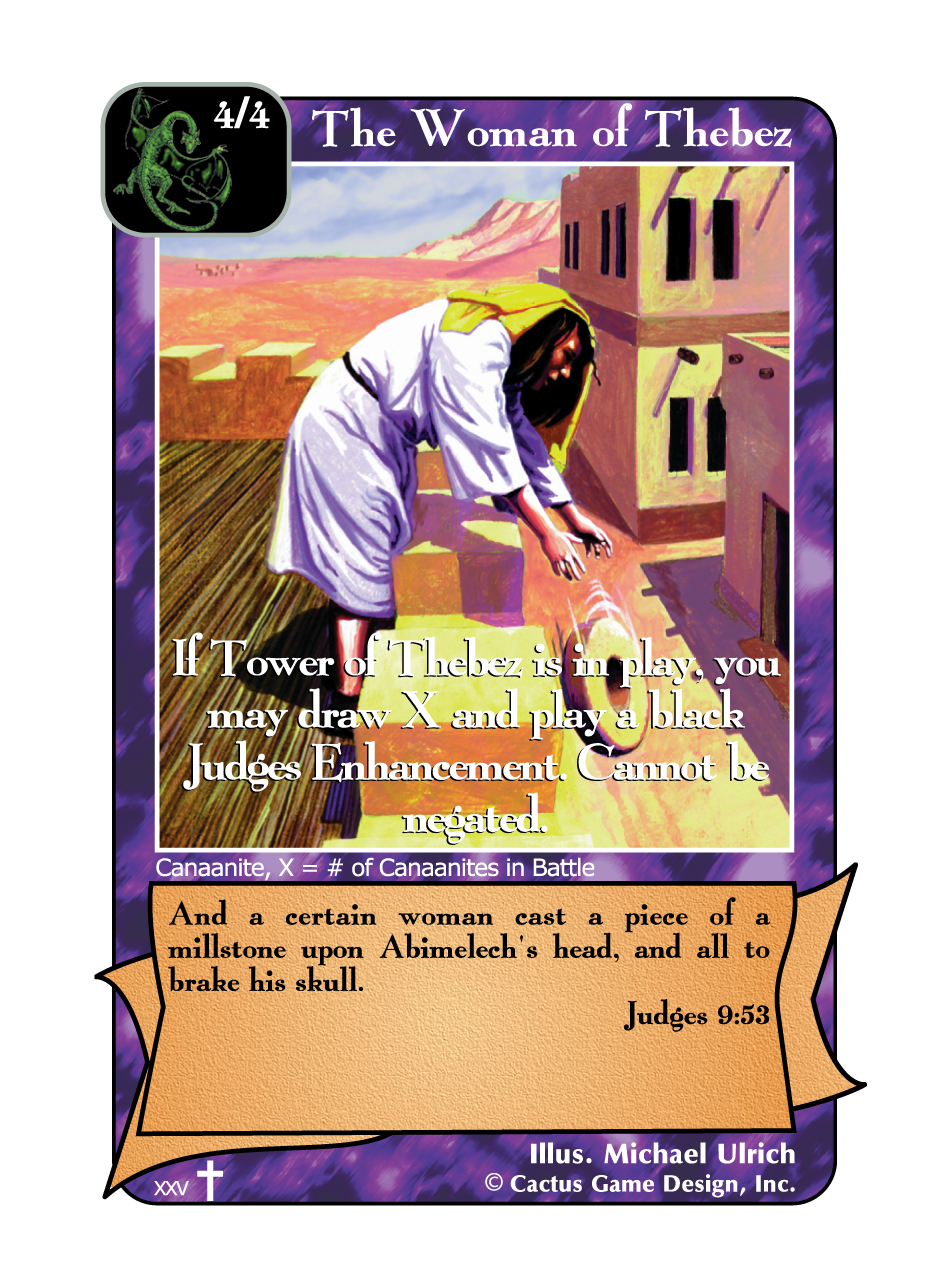 4/4
The Woman of Thebez
If Tower of Thebez is in play, you
may draw X and play a black
Judges Enhancement. Cannot be
negated.
Canaanite, X = # of Canaanites in Battle
And a certain woman cast a piece of a
millstone upon Abimelech's head, and all to
brake his skull.
Judges 9:53
Illus. Michael Ulrich
XXV
© Cactus Game Design, Inc.